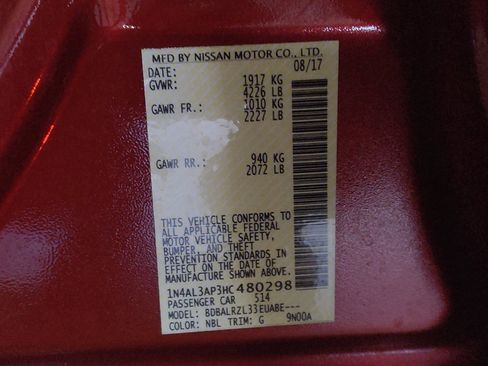 MFD BY NISSAN MOTOR CO., LTD.
DATE: 08/17
GVWR: 1917 KG
4226 LB
GAWR FR.: 1010 KG
2227 LB
GAWR RR.: 940 KG
2072 LB
THIS VEHICLE CONFORMS TO
ALL APPLICABLE FEDERAL
MOTOR VEHICLE SAFETY,
BUMPER, AND THEFT
PREVENTION STANDARDS IN
EFFECT ON THE DATE OF
MANUFACTURE SHOWN ABOVE.
1N4AL3AP3HC480298
PASSENGER CAR 514
MODEL: BDBALRZL33EUABE---
COLOR: NBL TRIM: G 9N00A